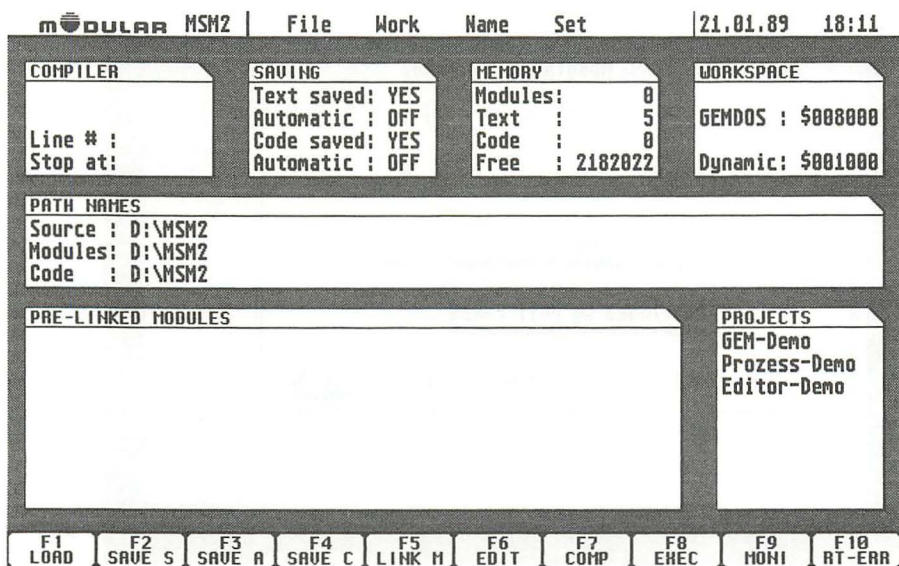 mODULAR MSM2 File Work Name Set 21.01.89 18:11
COMPILER
Line # :
Stop at:
SAVING
Text saved: YES
Automatic : OFF
Code saved: YES
Automatic : OFF
MEMORY
Modules: 0
Text : 5
Code : 0
Free : 2182022
WORKSPACE
GEMDOS : $008000
Dynamic: $001000
PATH NAMES
Source : D:\MSM2
Modules: D:\MSM2
Code : D:\MSM2
PRE-LINKED MODULES
PROJECTS
GEM-Demo
Prozess-Demo
Editor-Demo
F1 F2 F3 F4 F5 F6 F7 F8 F9 F10
LOAD SAVE S SAVE A SAVE C LINK M EDIT COMP EXEC MONI RT-ERR